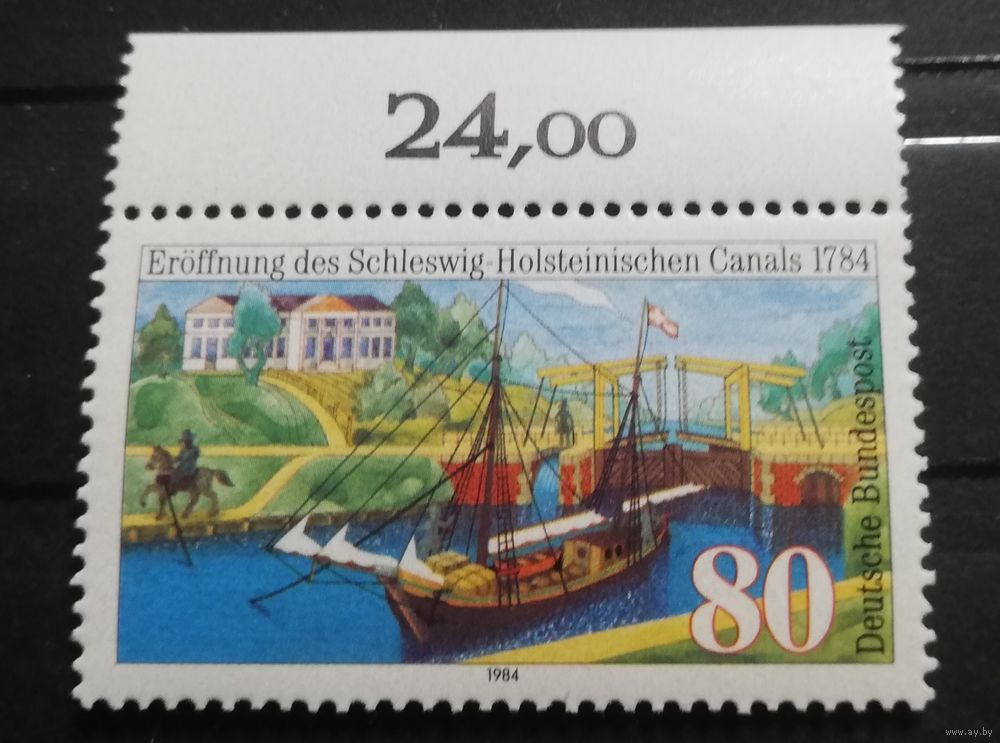 24,00
Eröffnung des Schleswig-Holsteinischen Canals 1784
Deutsche Bundespost
80
1984
www.ay.by